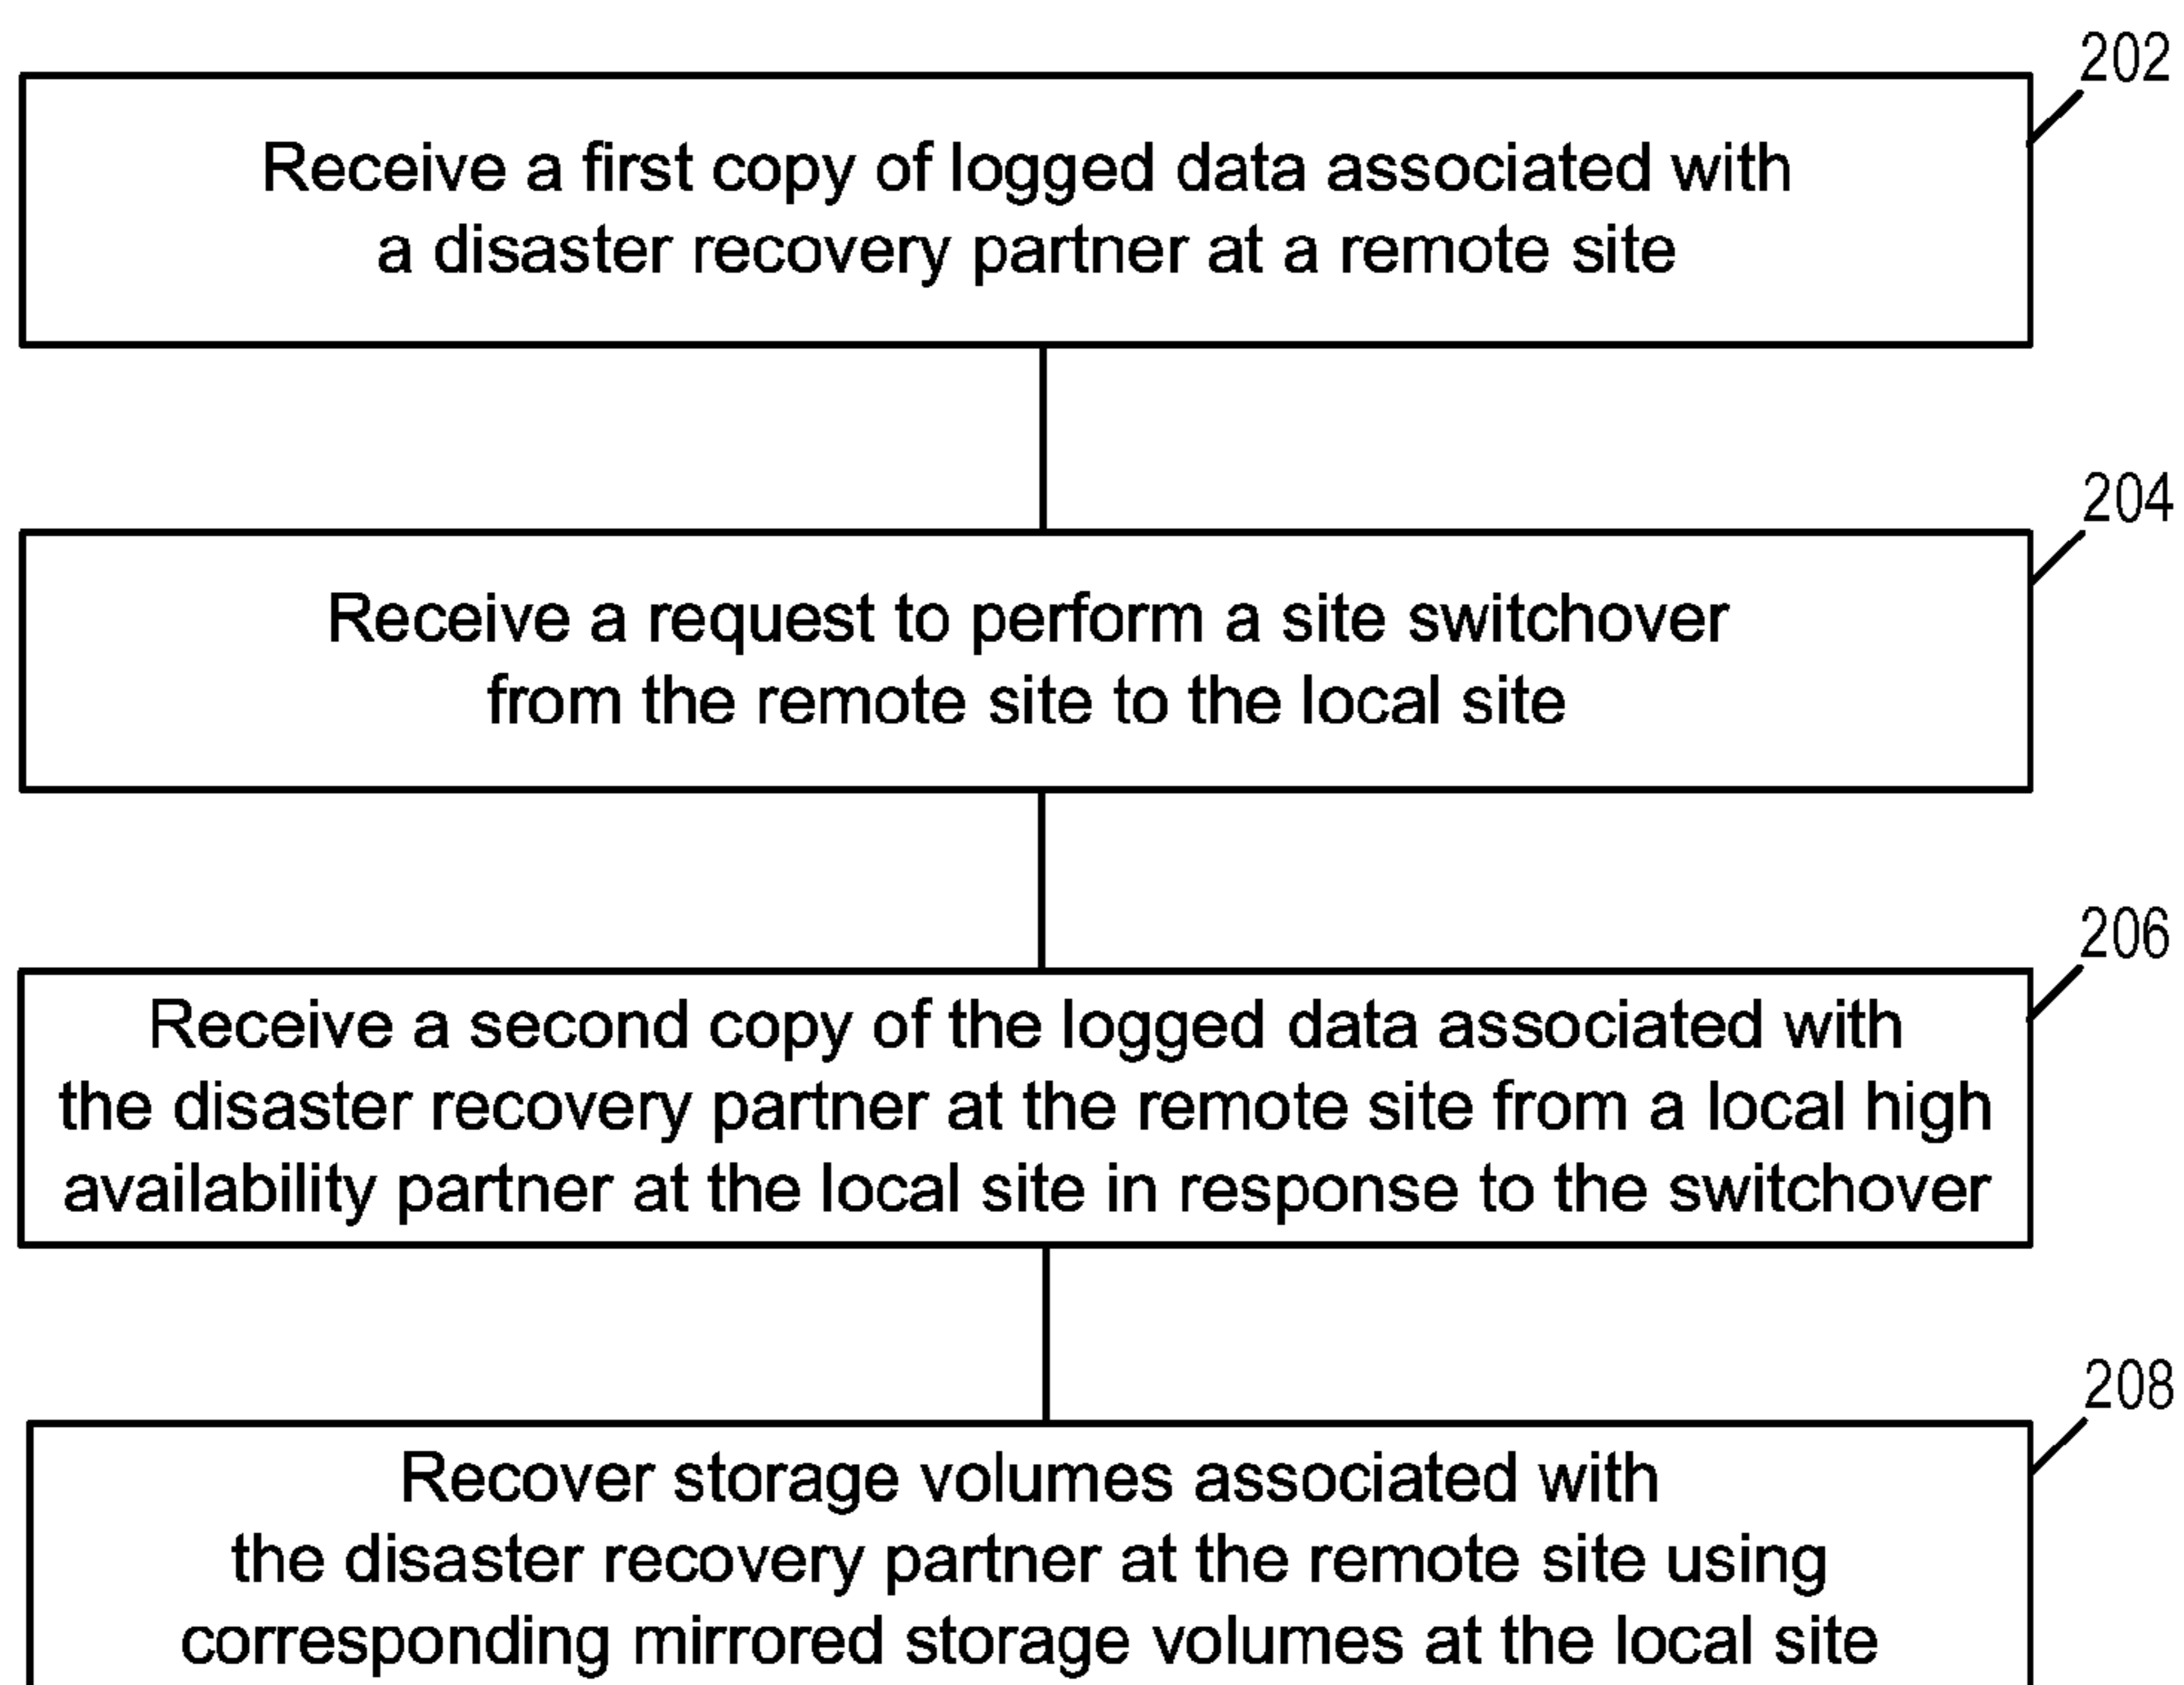 202
Receive a first copy of logged data associated with
a disaster recovery partner at a remote site
204
Receive a request to perform a site switchover
from the remote site to the local site
206
Receive a second copy of the logged data associated with
the disaster recovery partner at the remote site from a local high
availability partner at the local site in response to the switchover
208
Recover storage volumes associated with
the disaster recovery partner at the remote site using
corresponding mirrored storage volumes at the local site